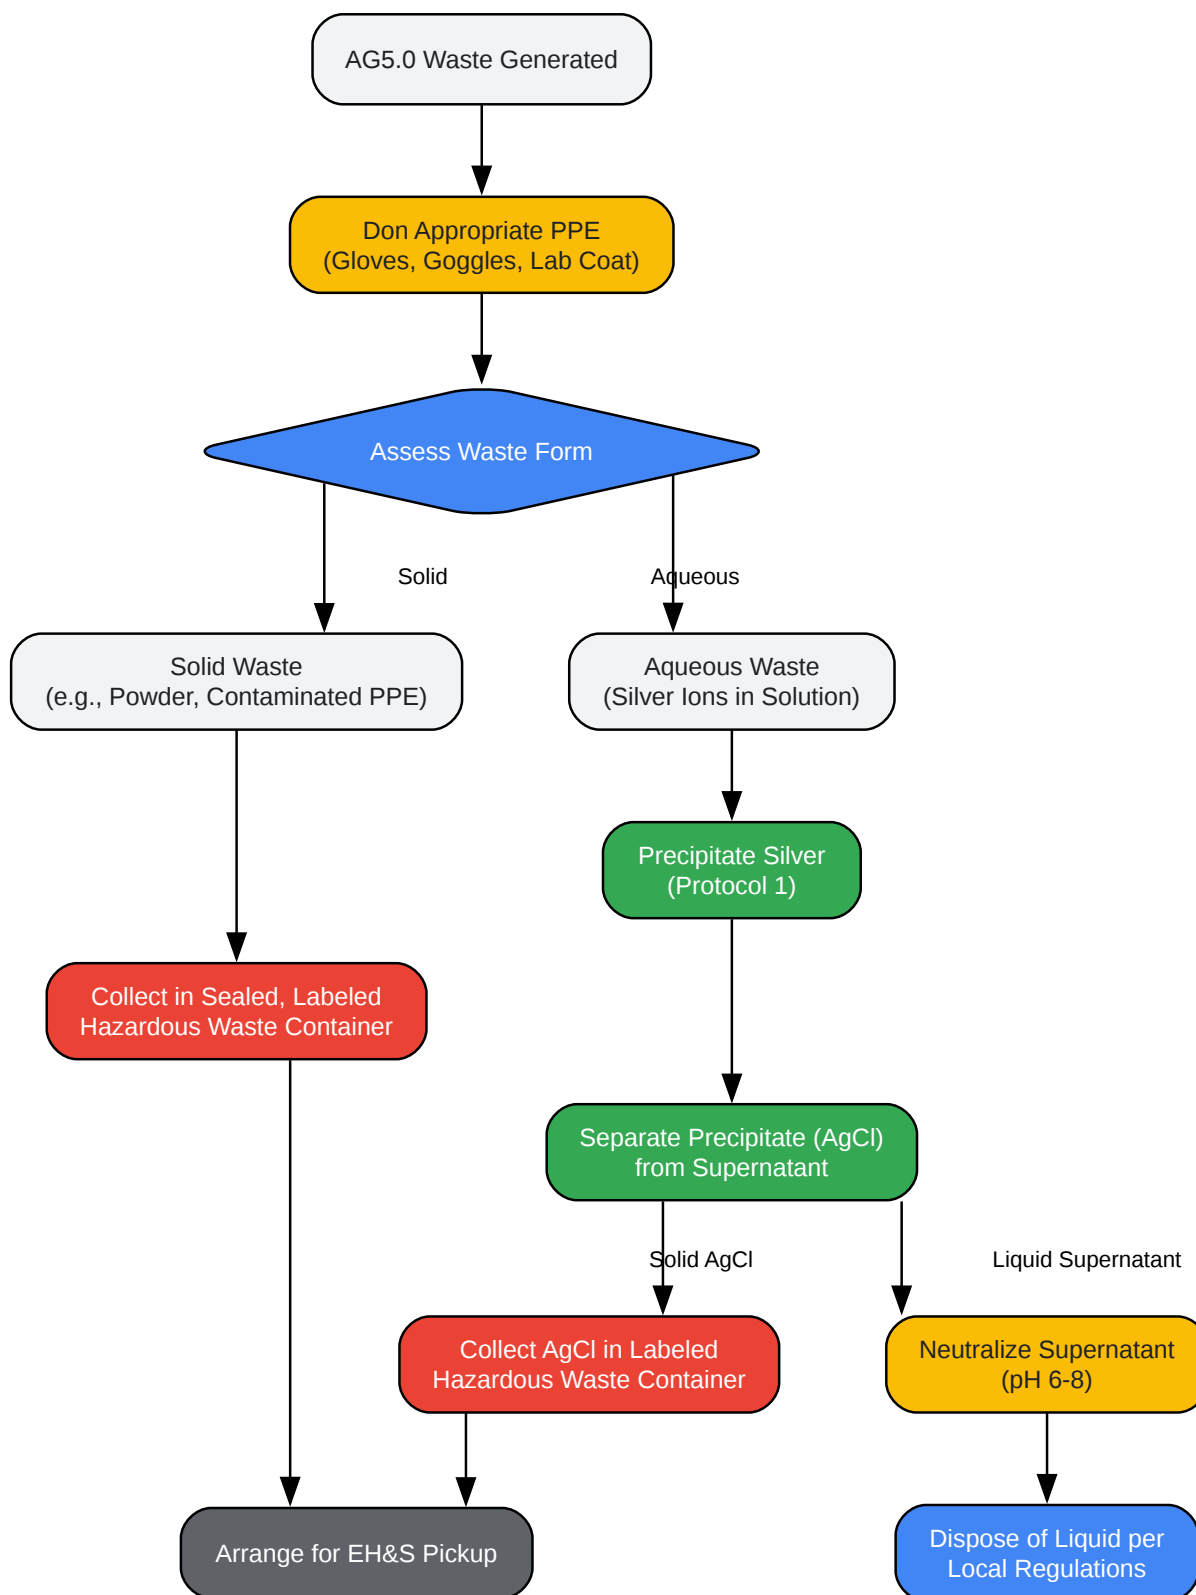 AG5.0 Waste Generated
Don Appropriate PPE
(Gloves, Goggles, Lab Coat)
Assess Waste Form
Solid
Aqueous
Solid Waste
(e.g., Powder, Contaminated PPE)
Aqueous Waste
(Silver Ions in Solution)
Precipitate Silver
(Protocol 1)
Collect in Sealed, Labeled
Hazardous Waste Container
Separate Precipitate (AgCl)
from Supernatant
Solid AgCl
Liquid Supernatant
Collect AgCl in Labeled
Hazardous Waste Container
Neutralize Supernatant
(pH 6-8)
Arrange for EH&S Pickup
Dispose of Liquid per
Local Regulations